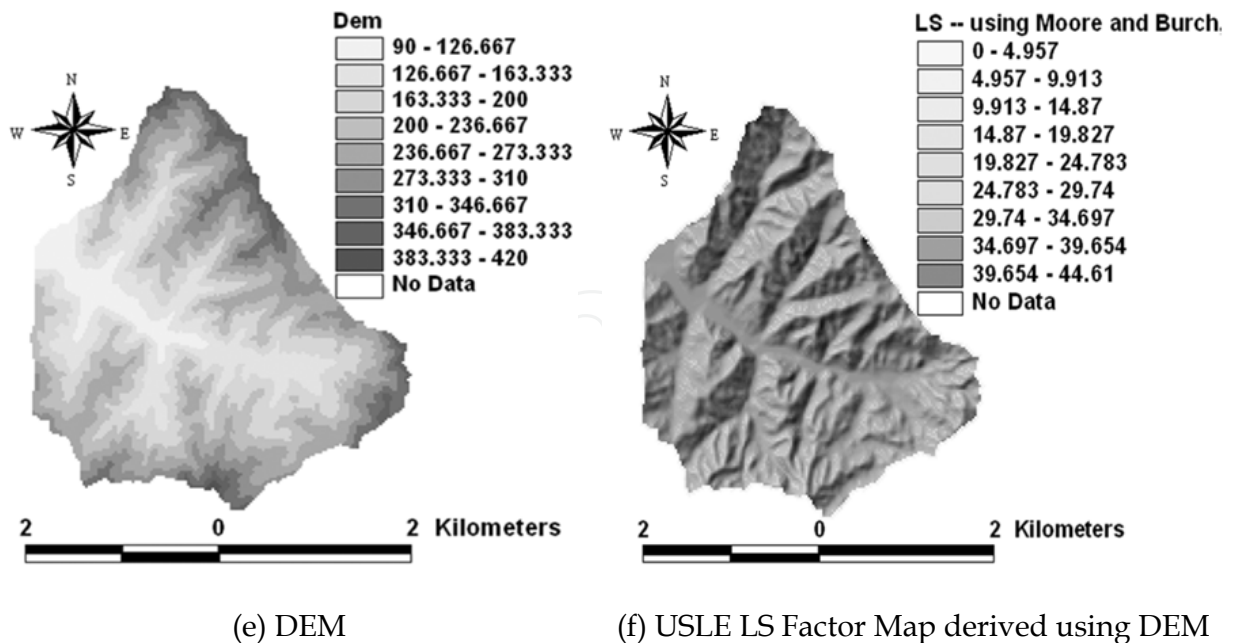 Dem
90 - 126.667
126.667 - 163.333
163.333 - 200
200 - 236.667
236.667 - 273.333
273.333 - 310
310 - 346.667
346.667 - 383.333
383.333 - 420
No Data
N
W E
S
2 0 2 Kilometers
(e) DEM
LS -- using Moore and Burch,
0 - 4.957
4.957 - 9.913
9.913 - 14.87
14.87 - 19.827
19.827 - 24.783
24.783 - 29.74
29.74 - 34.697
34.697 - 39.654
39.654 - 44.61
No Data
N
W E
S
2 0 2 Kilometers
(f) USLE LS Factor Map derived using DEM